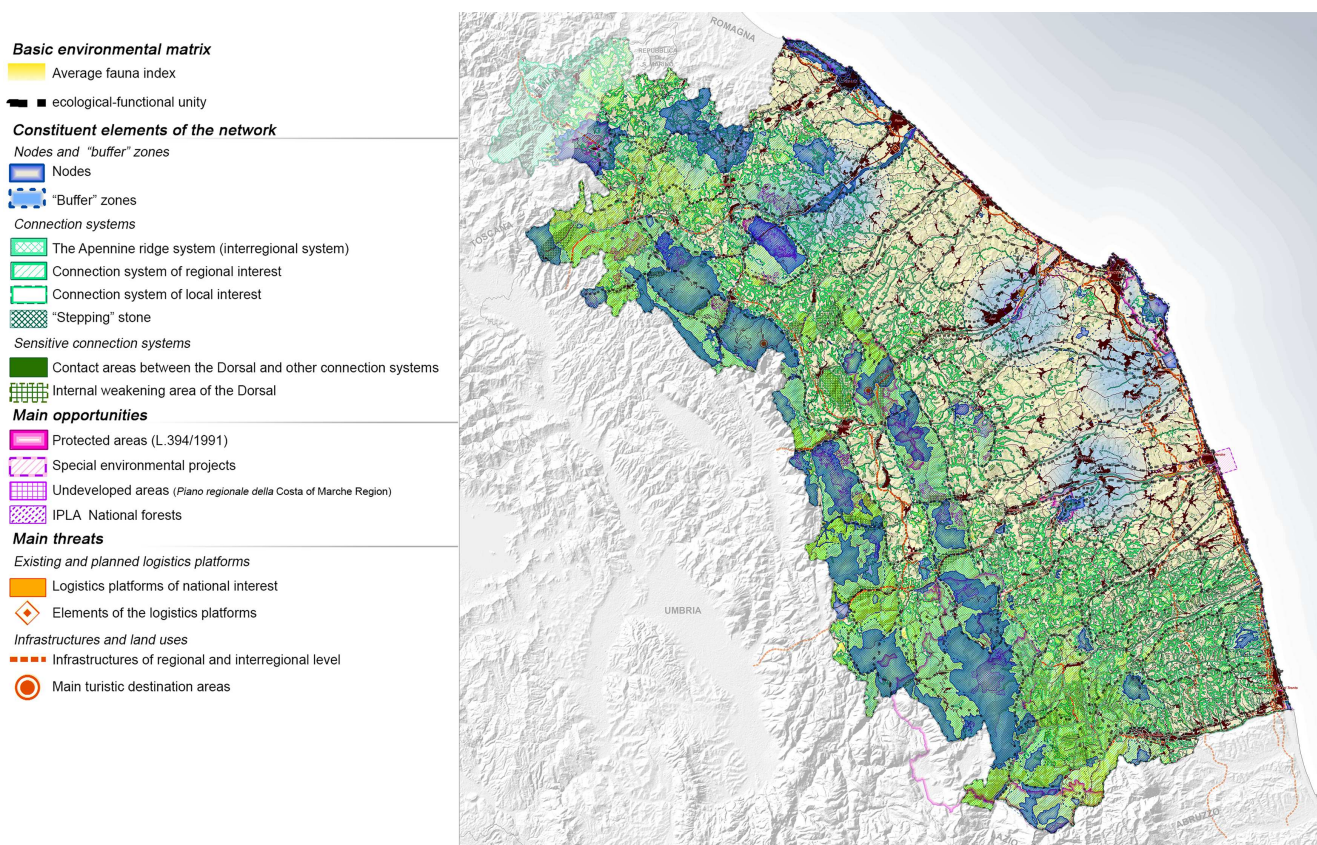 Basic environmental matrix
Average fauna index
ecological-functional unity
Constituent elements of the network
Nodes and "buffer" zones
Nodes
"Buffer" zones
Connection systems
The Apennine ridge system (interregional system)
Connection system of regional interest
Connection system of local interest
"Stepping" stone
Sensitive connection systems
Contact areas between the Dorsal and other connection systems
Internal weakening area of the Dorsal
Main opportunities
Protected areas (L.394/1991)
Special environmental projects
Undeveloped areas (Piano regionale della Costa of Marche Region)
IPLA National forests
Main threats
Existing and planned logistics platforms
Logistics platforms of national interest
Elements of the logistics platforms
Infrastructures and land uses
Infrastructures of regional and interregional level
Main turistic destination areas
ROMAGNA
REPUBBLICA
UMBRIA
ABRUZZO